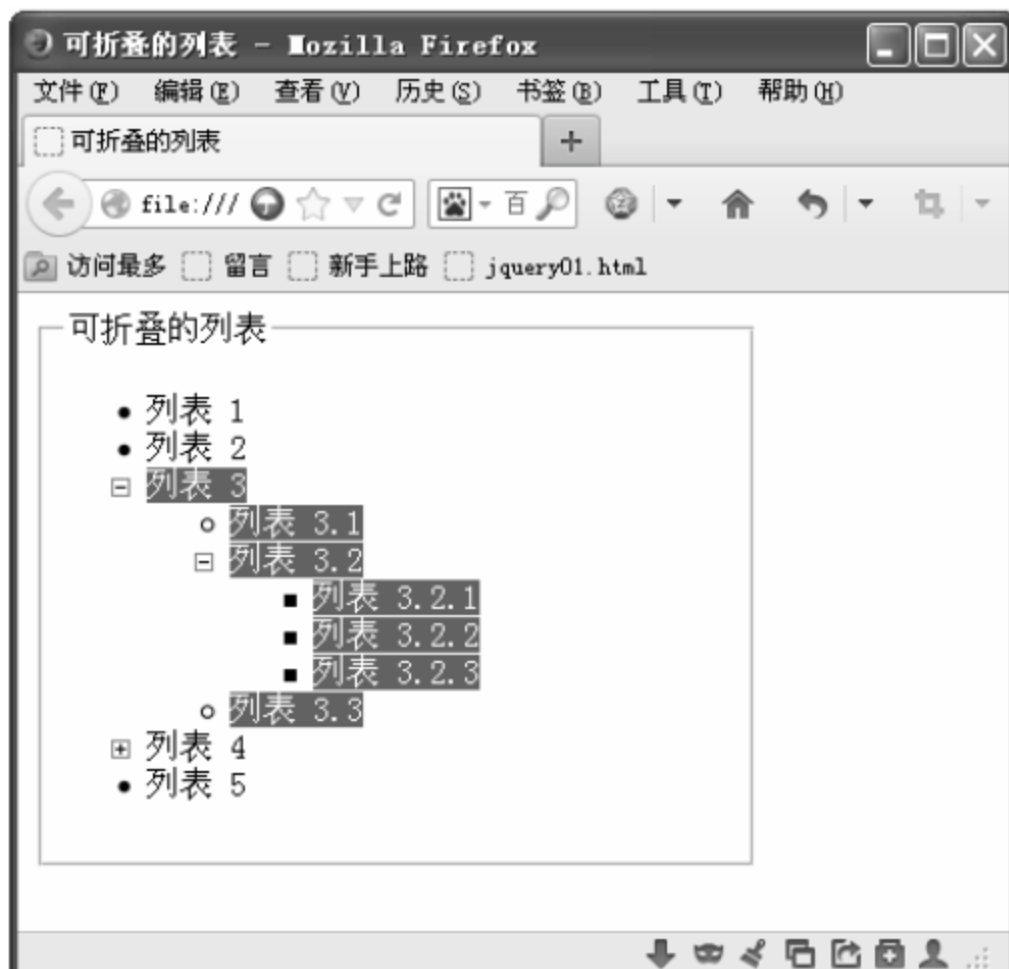 可折叠的列表 - Mozilla Firefox
文件(F) 编辑(E) 查看(V) 历史(S) 书签(B) 工具(T) 帮助(H)
可折叠的列表
file:/// 百
访问最多 留言 新手上路 jquery01.html
可折叠的列表
列表 1
列表 2
列表 3
列表 3.1
列表 3.2
列表 3.2.1
列表 3.2.2
列表 3.2.3
列表 3.3
列表 4
列表 5